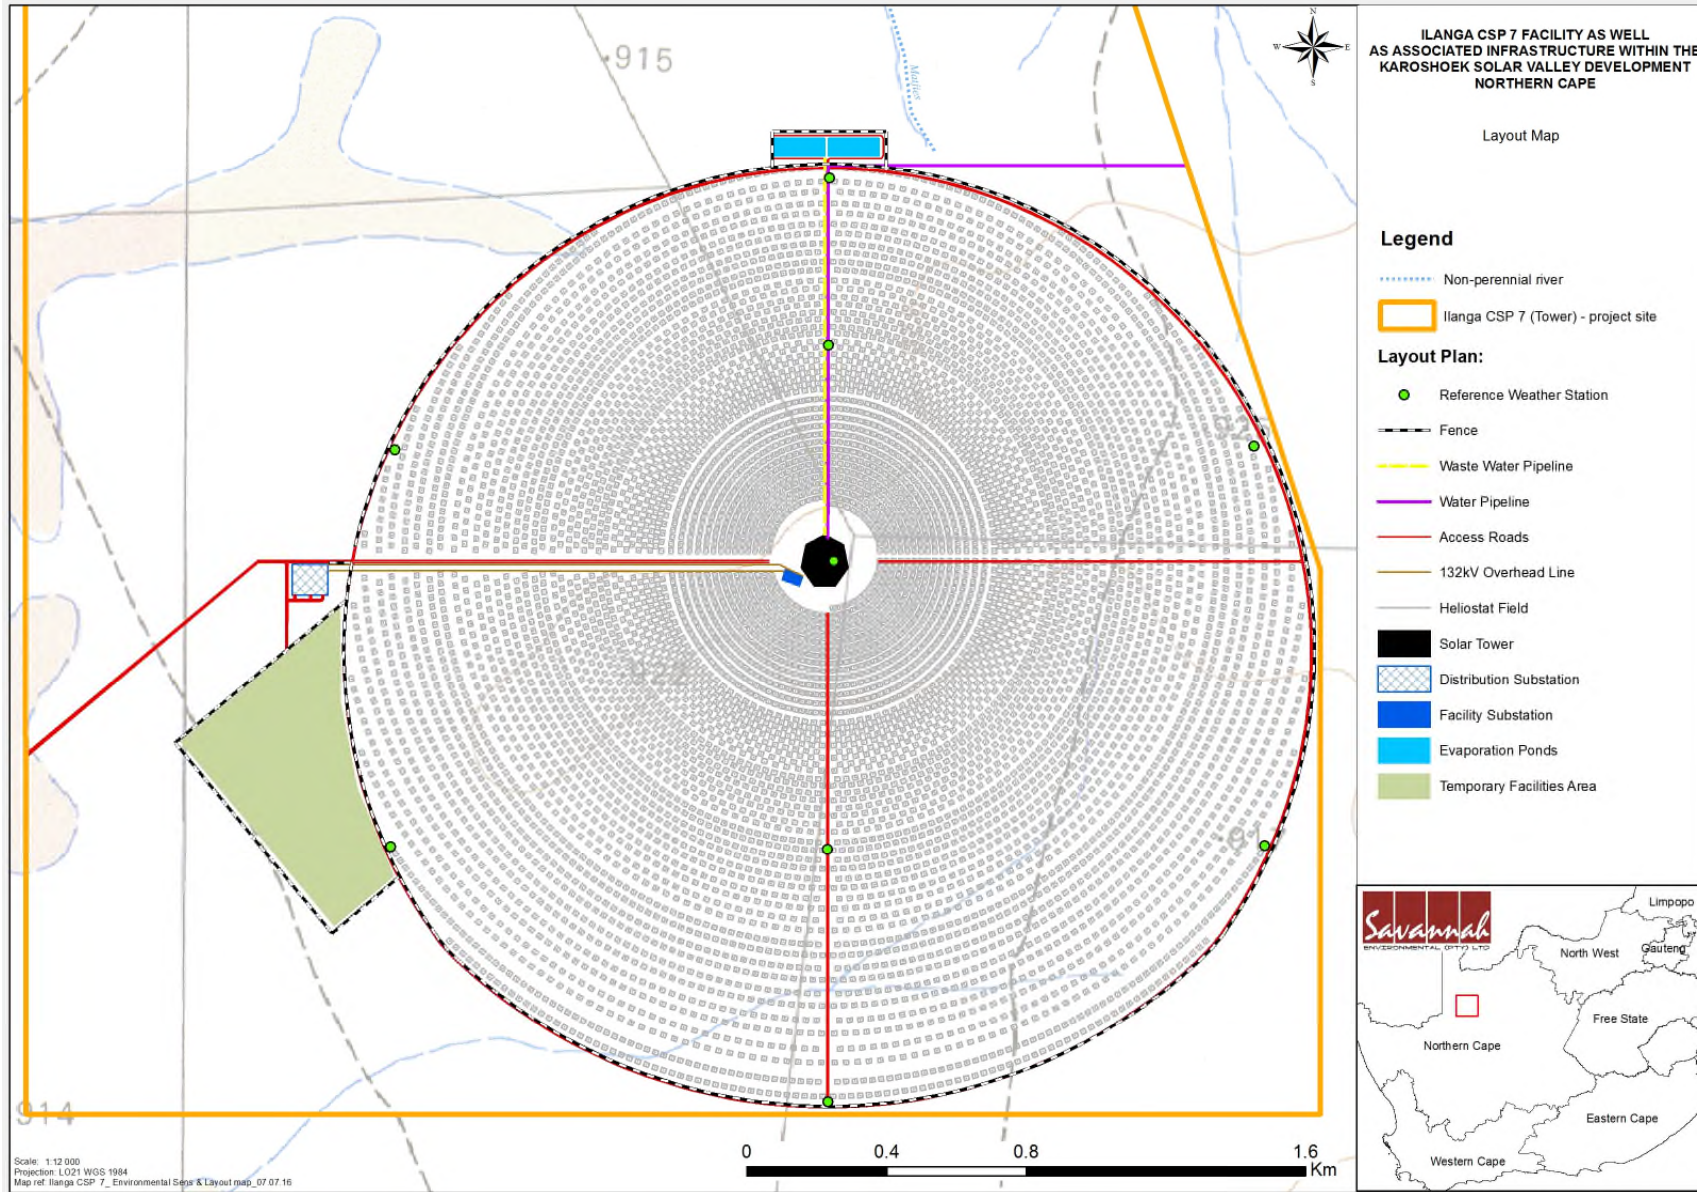 ILANGA CSP 7 FACILITY AS WELL
AS ASSOCIATED INFRASTRUCTURE WITHIN THE
KAROSHOEK SOLAR VALLEY DEVELOPMENT
NORTHERN CAPE
Layout Map
Legend
Non-perennial river
Ilanga CSP 7 (Tower) - project site
Layout Plan:
Reference Weather Station
Fence
Waste Water Pipeline
Water Pipeline
Access Roads
132kV Overhead Line
Heliostat Field
Solar Tower
Distribution Substation
Facility Substation
Evaporation Ponds
Temporary Facilities Area
N
W
E
S
915
Matjies
914
0
0.4
0.8
1.6
Km
Scale: 1:12 000
Projection: LO21 WGS 1984
Map ref: Ilanga CSP 7_ Environmental Sens & Layout map_07.07.16
Savannah
ENVIRONMENTAL (PTY) LTD
Limpopo
North West
Gauteng
Free State
Northern Cape
Eastern Cape
Western Cape